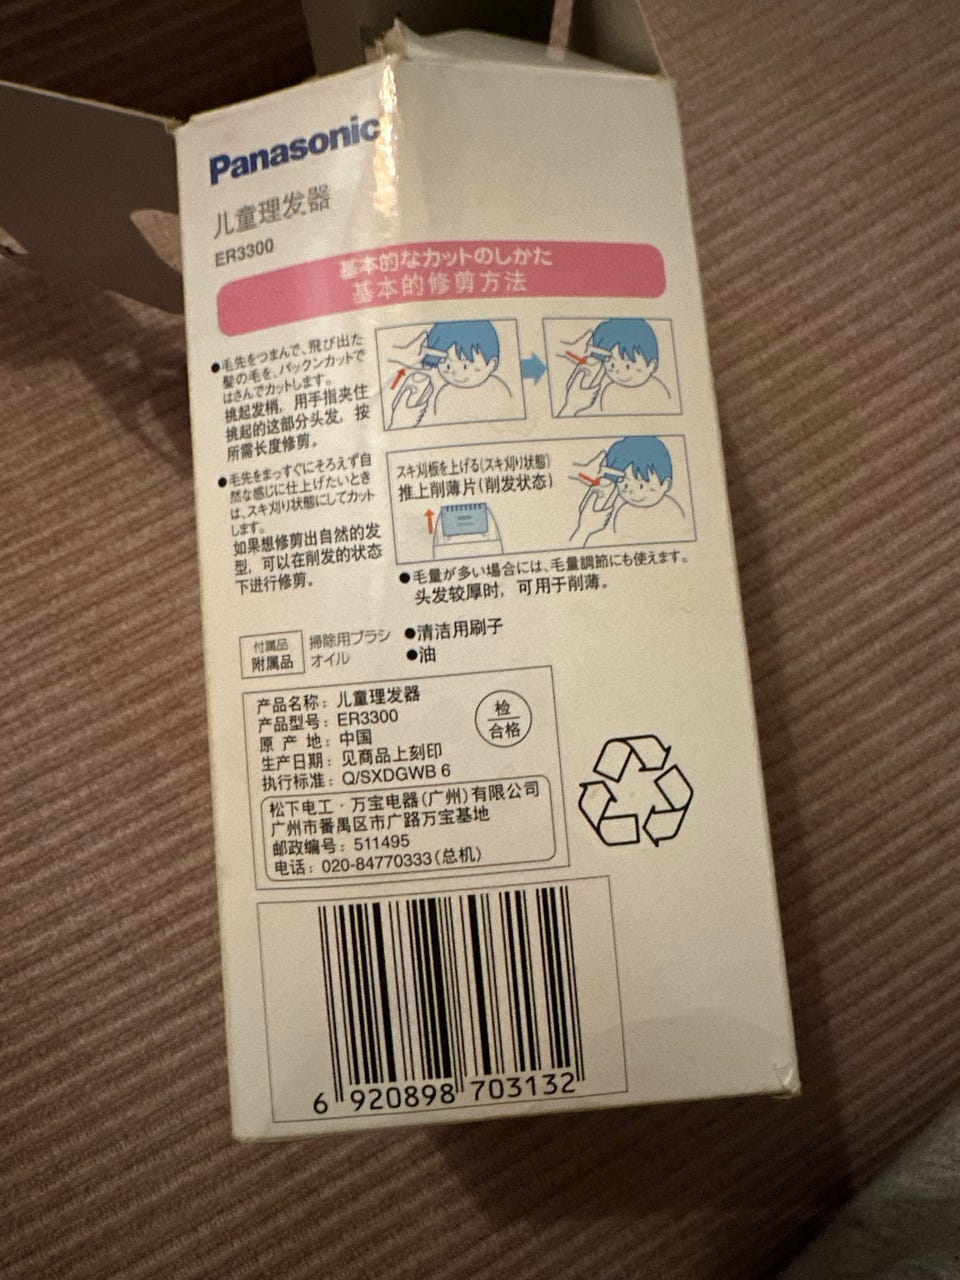 Panasonic
儿童理发器
ER3300
基本的なカットのしかた
基本的修剪方法
●毛先をつまんで、飛び出た
髪の毛を、パックンカットで
はさんでカットします。
挑起发梢，用手指夹住
挑起的这部分头发，按
所需长度修剪。
●毛先をまっすぐにそろえず自
然な感じに仕上げたいとき
は、スキ刈り状態にしてカット
します。
如果想修剪出自然的发
型，可以在削发的状态
下进行修剪。
スキ刈板を上げる(スキ刈り状態)
推上削薄片(削发状态)
●毛量が多い場合には、毛量調節にも使えます。
头发较厚时，可用于削薄。
付属品 掃除用ブラシ ●清洁用刷子
附属品 オイル ●油
产品名称：儿童理发器
产品型号：ER3300
原 产 地：中国
生产日期：见商品上刻印
执行标准：Q/SXDGWB 6
检
合格
松下电工·万宝电器(广州)有限公司
广州市番禺区市广路万宝基地
邮政编号：511495
电话：020-84770333(总机)
6 920898 703132